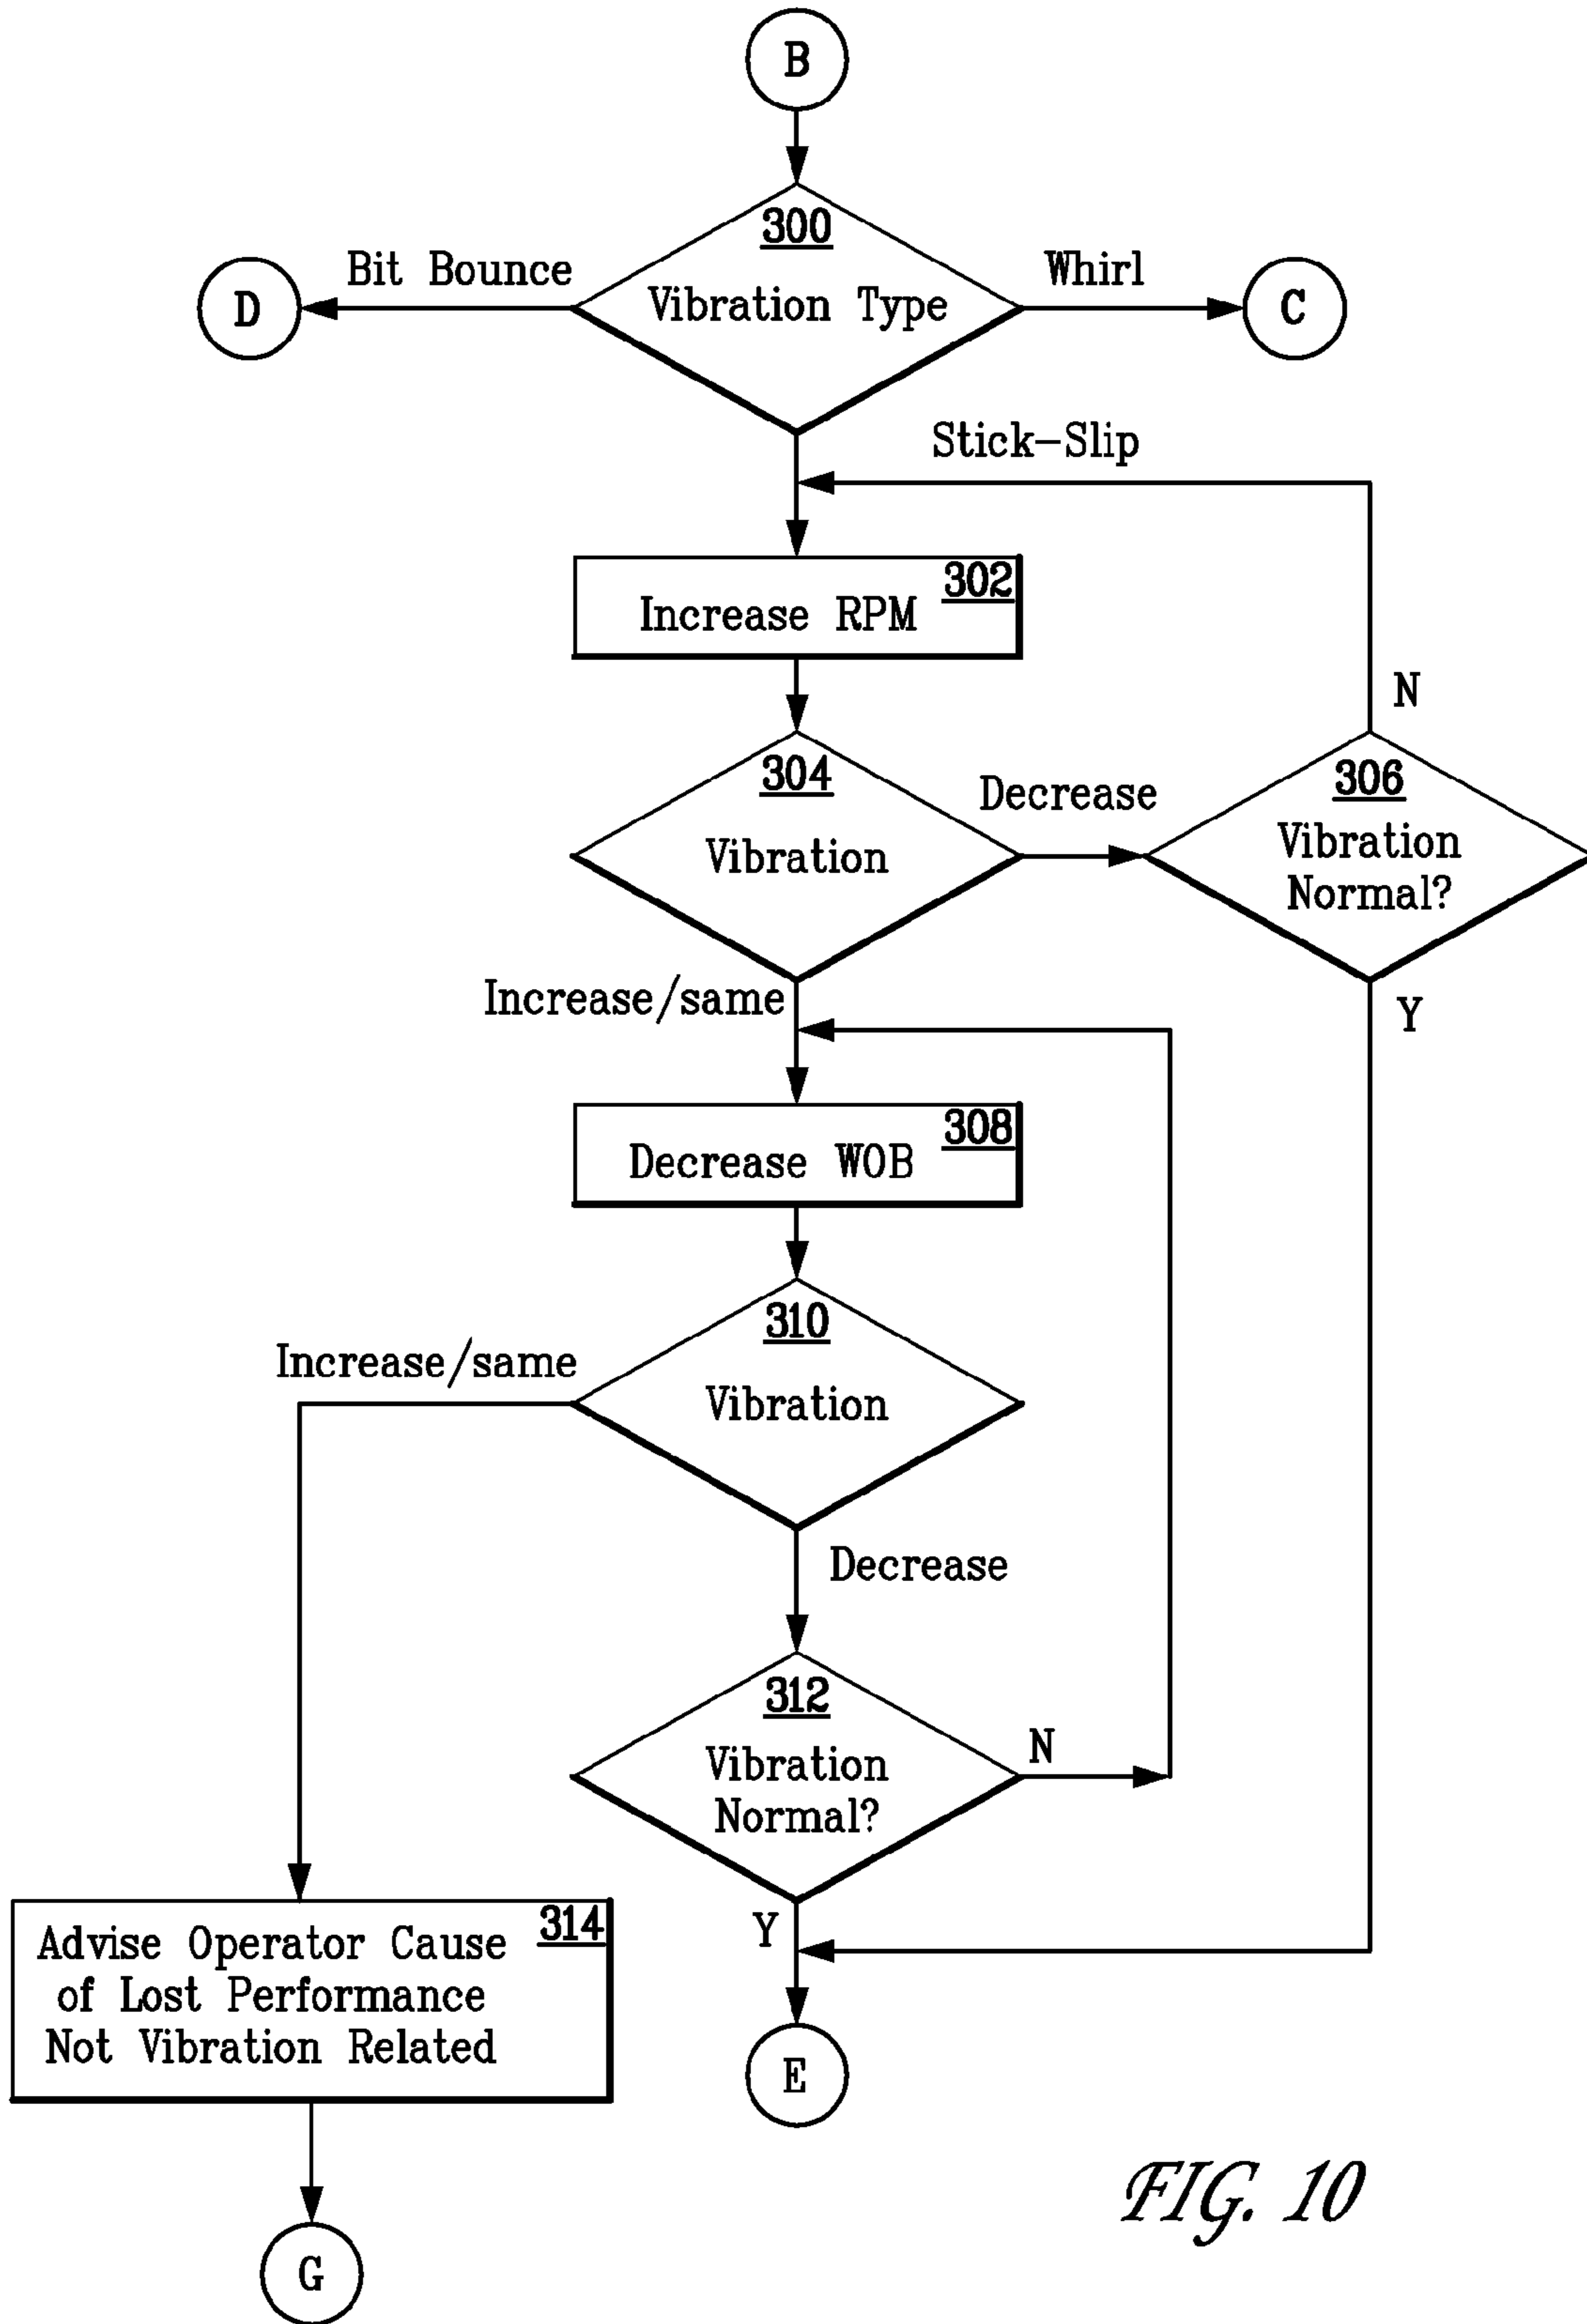 B
300
Bit Bounce
Whirl
D
Vibration Type
C
Stick-Slip
302
Increase RPM
N
304
Decrease
306
Vibration
Vibration
Normal?
Increase/same
Y
308
Decrease WOB
310
Increase/same
Vibration
Decrease
312
Vibration
Normal?
N
314
Advise Operator Cause
of Lost Performance
Not Vibration Related
Y
E
FIG. 10
G